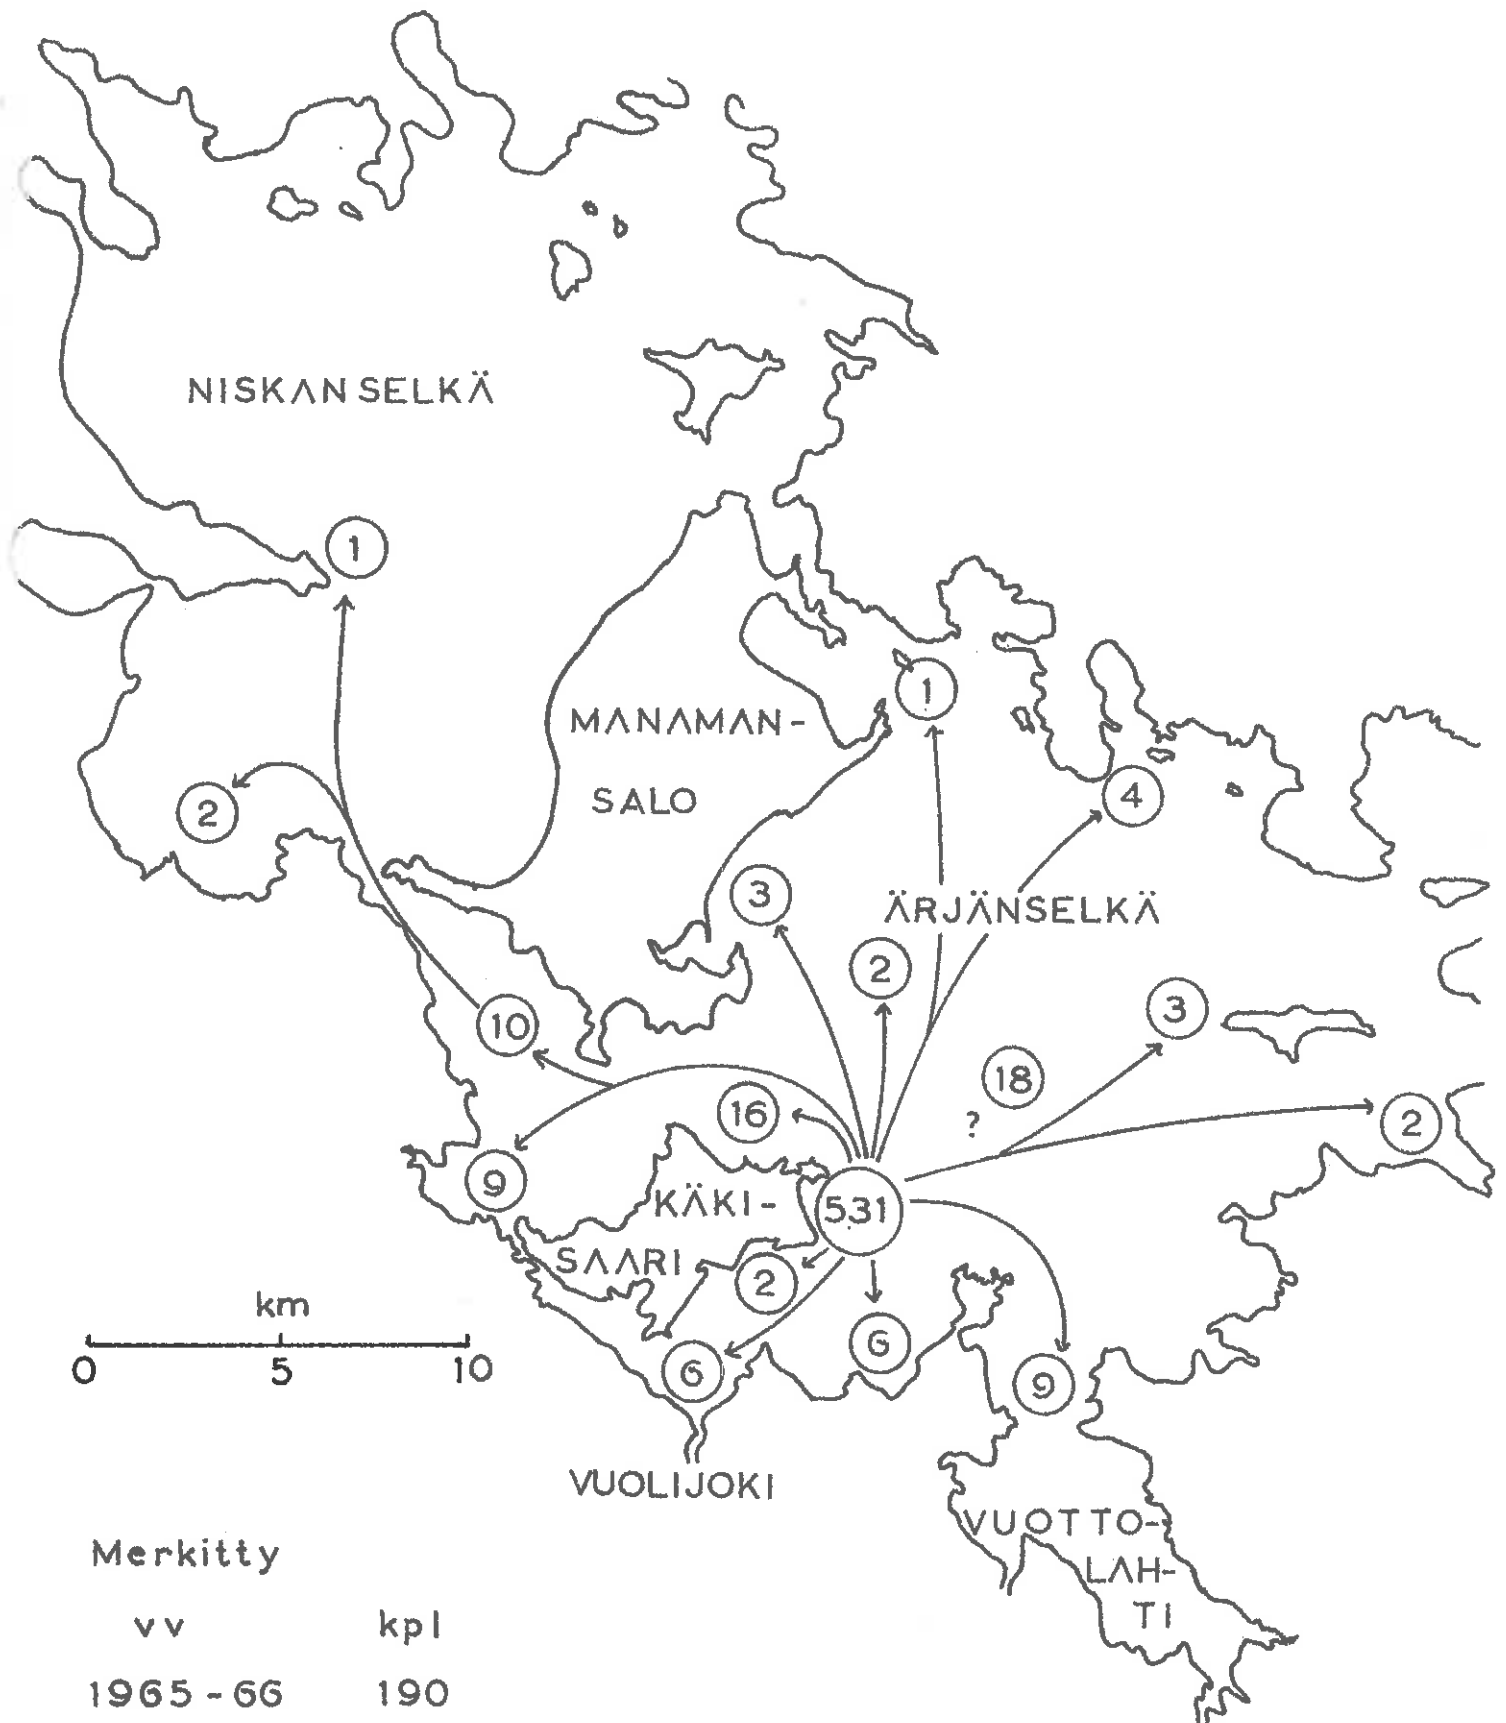 NISKANSELKÄ
1
MANAMAN-
SALO
1
4
2
3
ÄRJÄNSELKÄ
2
3
10
18
?
16
2
9
KÄKI-
SAARI
531
2
km
0 5 10
6
6
9
VUOLIJOKI
VUOTTO-
LAH-
TI
Merkitty
vv kpl
1965-66 190